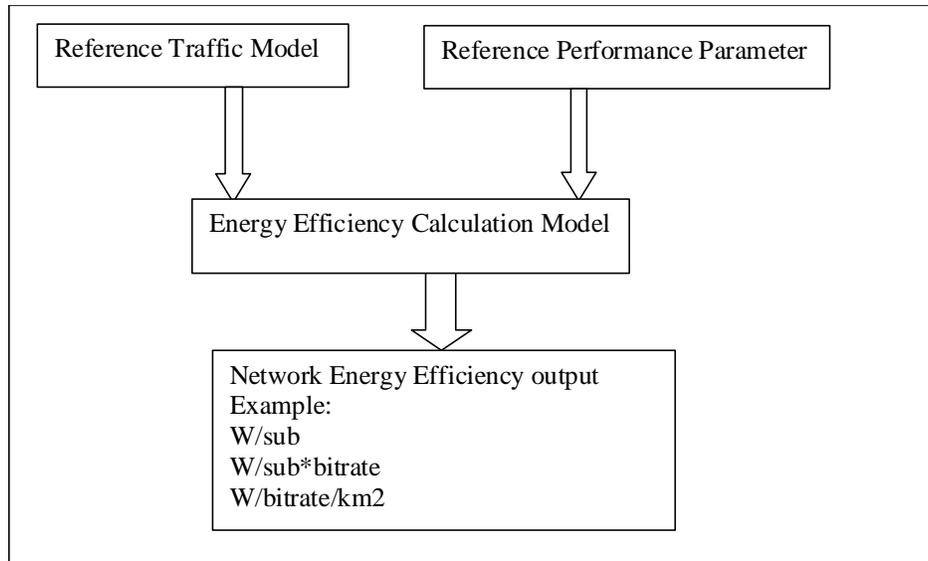 Reference Traffic Model
Reference Performance Parameter
Energy Efficiency Calculation Model
Network Energy Efficiency output
Example:
W/sub
W/sub*bitrate
W/bitrate/km2